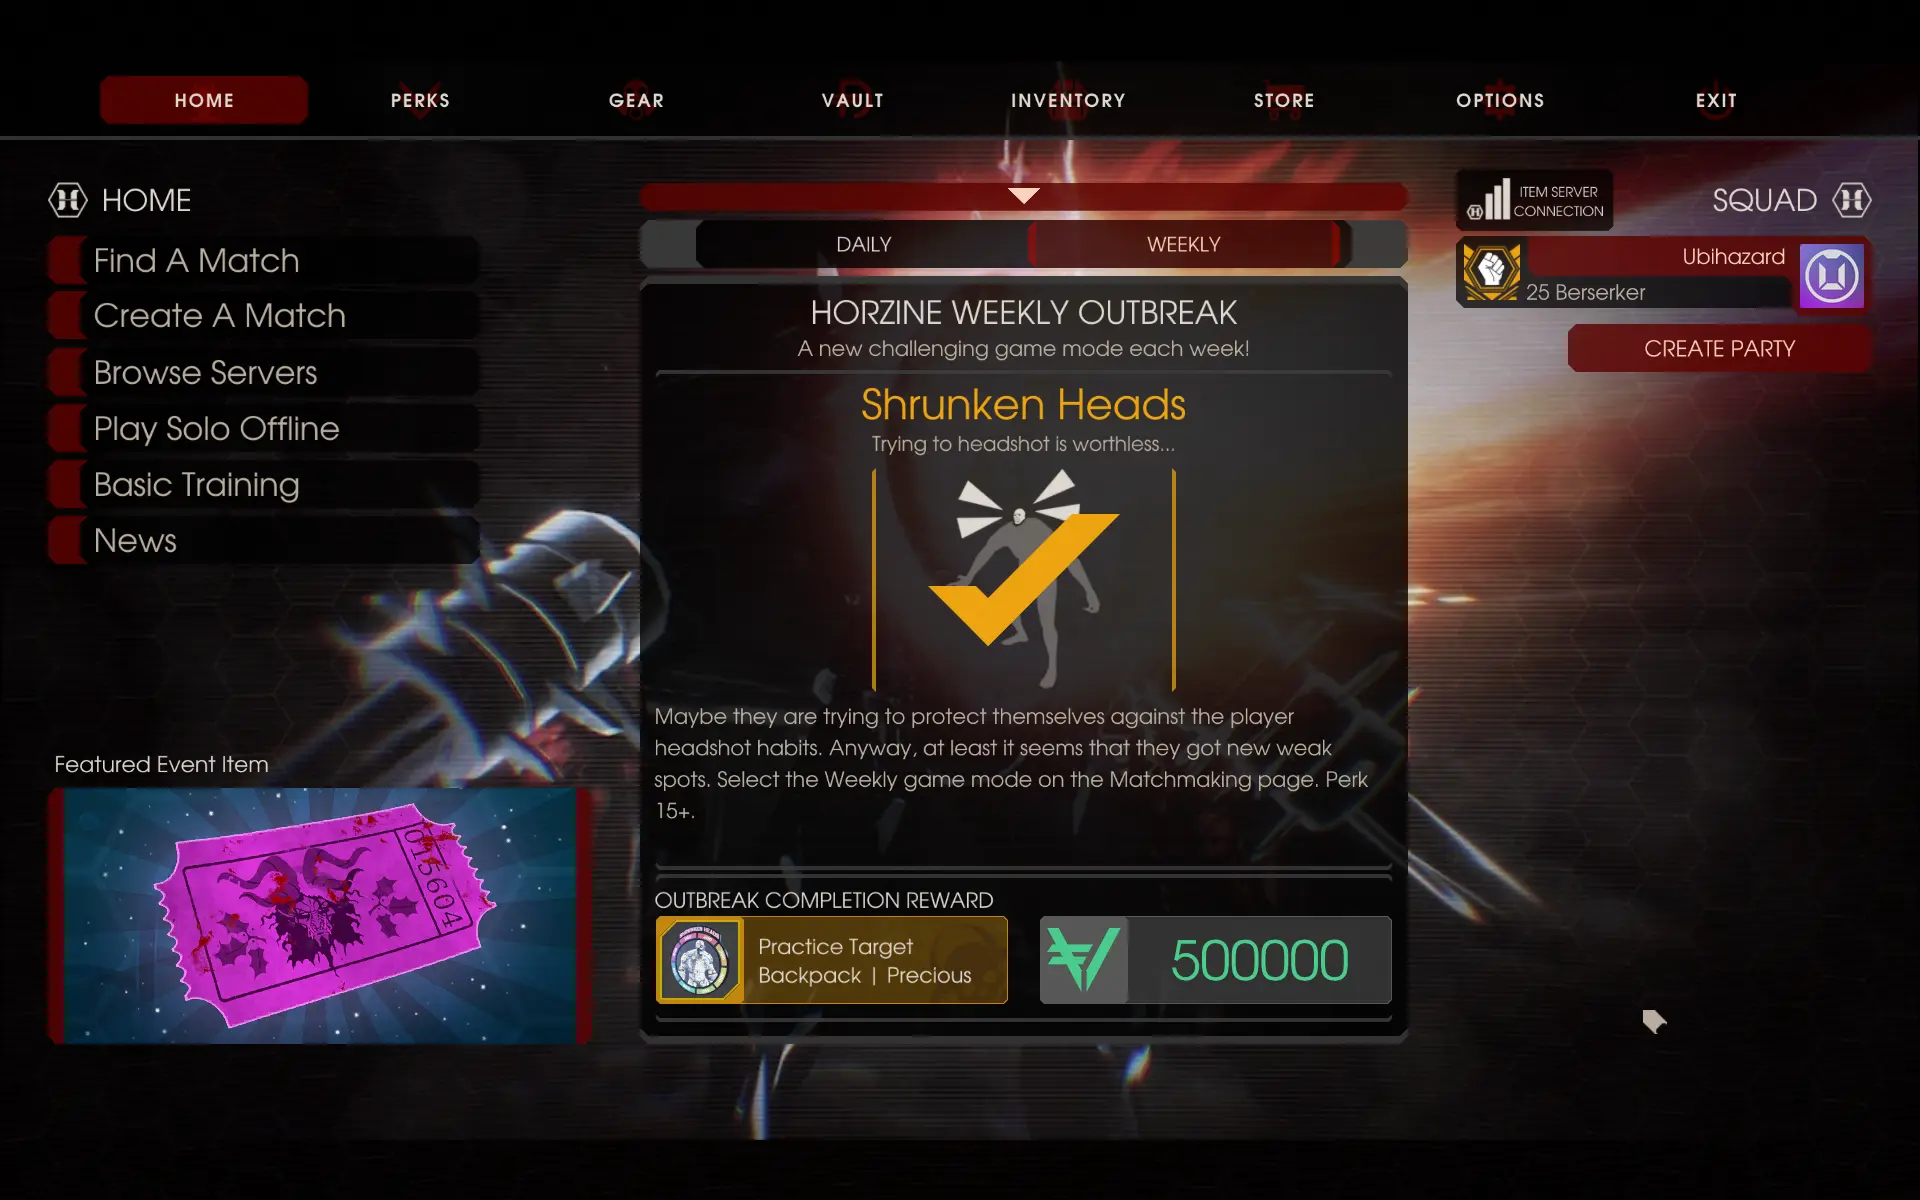 HOME
PERKS
GEAR
VAULT
INVENTORY
STORE
OPTIONS
EXIT
HOME
Find A Match
Create A Match
Browse Servers
Play Solo Offline
Basic Training
News
Featured Event Item
015604
DAILY
WEEKLY
HORZINE WEEKLY OUTBREAK
A new challenging game mode each week!
Shrunken Heads
Trying to headshot is worthless...
Maybe they are trying to protect themselves against the player
headshot habits. Anyway, at least it seems that they got new weak
spots. Select the Weekly game mode on the Matchmaking page. Perk
15+.
OUTBREAK COMPLETION REWARD
Practice Target
Backpack | Precious
500000
ITEM SERVER
CONNECTION
SQUAD
Ubihazard
25 Berserker
CREATE PARTY